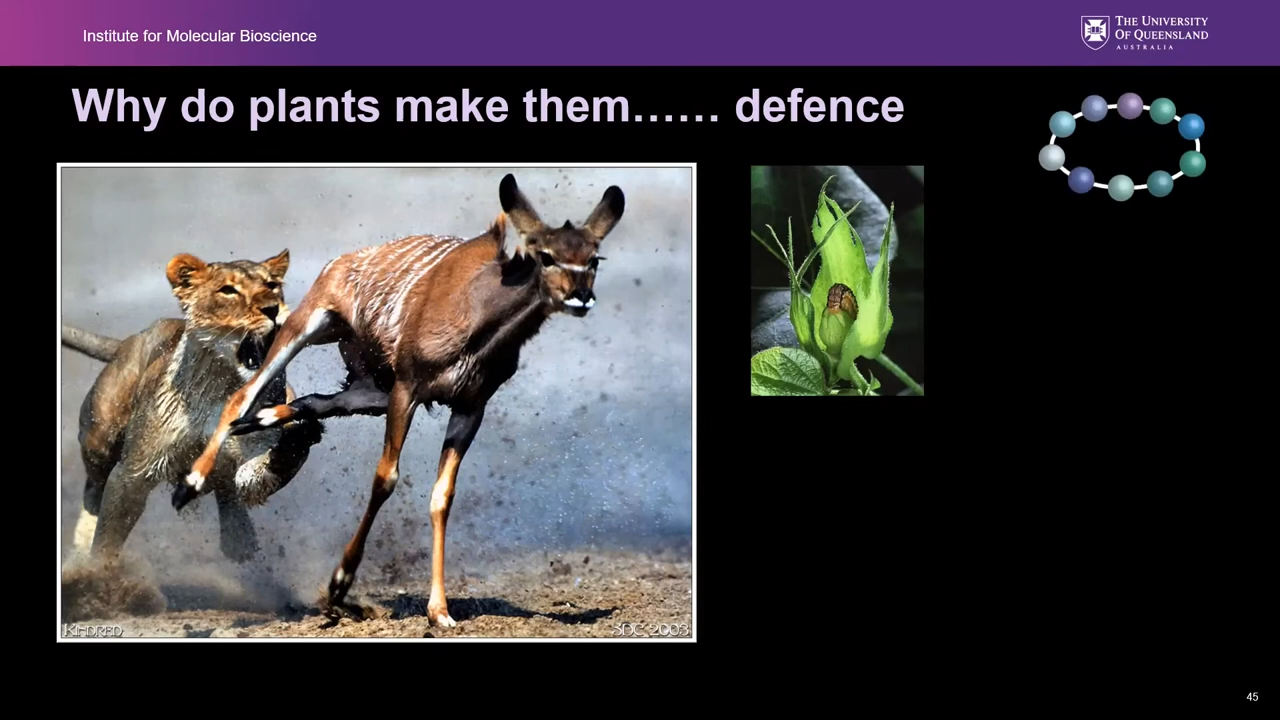 Institute for Molecular Bioscience
THE UNIVERSITY
OF QUEENSLAND
AUSTRALIA
Why do plants make them...... defence
KINDRED
SDC 2003
45